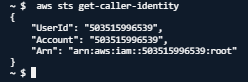 ~ $  aws sts get-caller-identity
{
    "UserId": "503515996539",
    "Account": "503515996539",
    "Arn": "arn:aws:iam::503515996539:root"
}
~ $